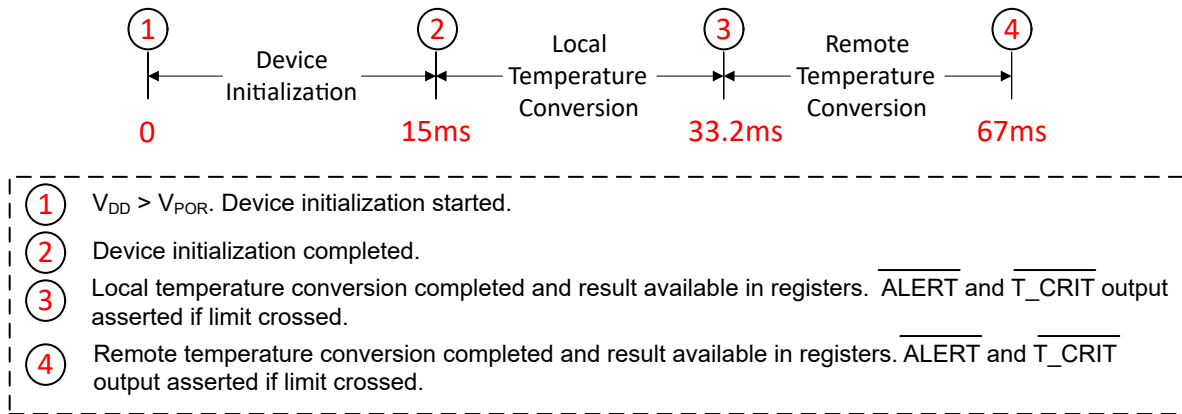 1 2 3 4
Device
Initialization
Local
Temperature
Conversion
Remote
Temperature
Conversion
0 15ms 33.2ms 67ms
1 VDD > VPOR. Device initialization started.
2 Device initialization completed.
3 Local temperature conversion completed and result available in registers. ALERT and T_CRIT output
asserted if limit crossed.
4 Remote temperature conversion completed and result available in registers. ALERT and T_CRIT
output asserted if limit crossed.